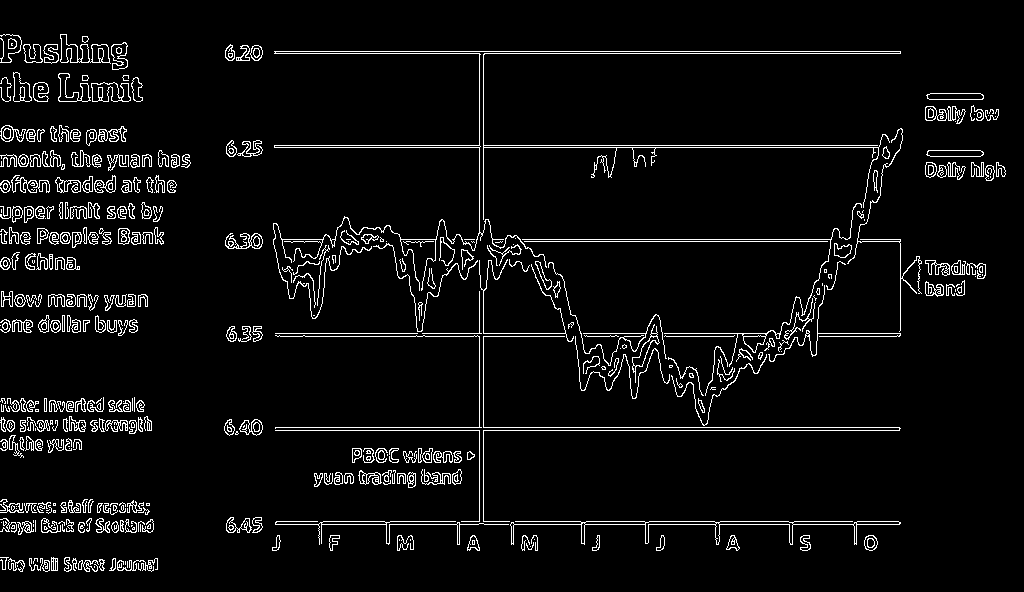 Pushing
the Limit
Over the past
month, the yuan has
often traded at the
upper limit set by
the People's Bank
of China.
How many yuan
one dollar buys
Note: Inverted scale
to show the strength
of the yuan
Sources: staff reports;
Royal Bank of Scotland
The Wall Street Journal
6.20
6.25
6.30
6.35
6.40
6.45
PBOC widens
yuan trading band
J F M A M J J A S O
Daily low
Daily high
Trading
band